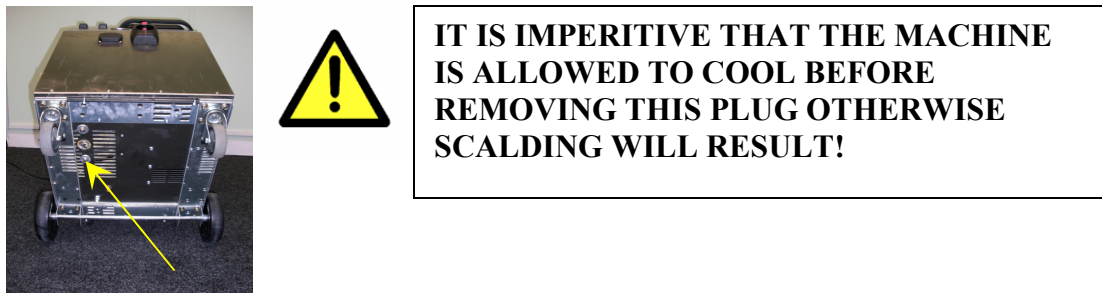 IT IS IMPERITIVE THAT THE MACHINE
IS ALLOWED TO COOL BEFORE
REMOVING THIS PLUG OTHERWISE
SCALDING WILL RESULT!